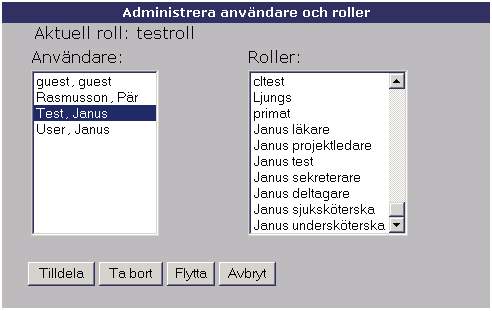 Administrera användare och roller
Aktuell roll: testroll
Användare:
guest, guest
Rasmusson, Pär
Test, Janus
User, Janus
Roller:
cltest
Ljungs
primat
Janus läkare
Janus projektledare
Janus test
Janus sekreterare
Janus deltagare
Janus sjuksköterska
Janus undersköterska
Tilldela
Ta bort
Flytta
Avbryt